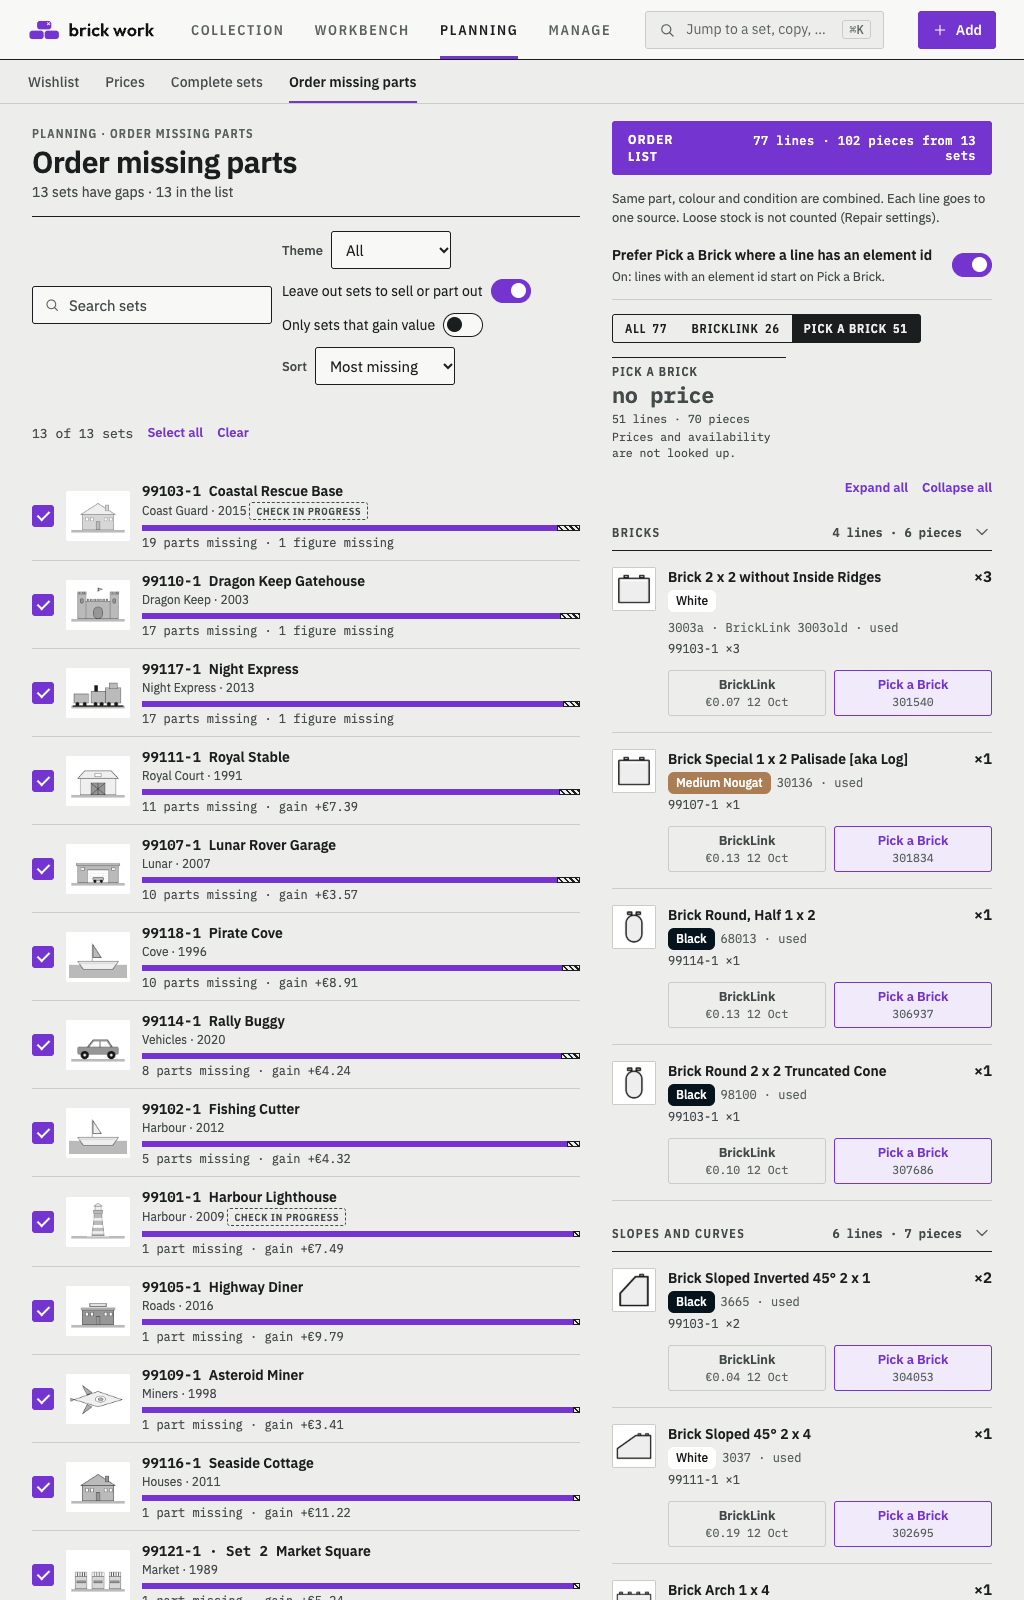 brick work
COLLECTION
WORKBENCH
PLANNING
MANAGE
Jump to a set, copy, ...
⌘K
+ Add
Wishlist
Prices
Complete sets
Order missing parts
PLANNING · ORDER MISSING PARTS
Order missing parts
13 sets have gaps · 13 in the list
Search sets
Theme
All
Leave out sets to sell or part out
Only sets that gain value
Sort
Most missing
13 of 13 sets
Select all
Clear
99103-1 Coastal Rescue Base
Coast Guard · 2015 CHECK IN PROGRESS
19 parts missing · 1 figure missing
99110-1 Dragon Keep Gatehouse
Dragon Keep · 2003
17 parts missing · 1 figure missing
99117-1 Night Express
Night Express · 2013
17 parts missing · 1 figure missing
99111-1 Royal Stable
Royal Court · 1991
11 parts missing · gain +€7.39
99107-1 Lunar Rover Garage
Lunar · 2007
10 parts missing · gain +€3.57
99118-1 Pirate Cove
Cove · 1996
10 parts missing · gain +€8.91
99114-1 Rally Buggy
Vehicles · 2020
8 parts missing · gain +€4.24
99102-1 Fishing Cutter
Harbour · 2012
5 parts missing · gain +€4.32
99101-1 Harbour Lighthouse
Harbour · 2009 CHECK IN PROGRESS
1 part missing · gain +€7.49
99105-1 Highway Diner
Roads · 2016
1 part missing · gain +€9.79
99109-1 Asteroid Miner
Miners · 1998
1 part missing · gain +€3.41
99116-1 Seaside Cottage
Houses · 2011
1 part missing · gain +€11.22
99121-1 · Set 2 Market Square
Market · 1989
1 part missing · gain +€5.24
ORDER
LIST
77 lines · 102 pieces from 13
sets
Same part, colour and condition are combined. Each line goes to
one source. Loose stock is not counted (Repair settings).
Prefer Pick a Brick where a line has an element id
On: lines with an element id start on Pick a Brick.
ALL 77
BRICKLINK 26
PICK A BRICK 51
PICK A BRICK
no price
51 lines · 70 pieces
Prices and availability
are not looked up.
Expand all
Collapse all
BRICKS
4 lines · 6 pieces
Brick 2 x 2 without Inside Ridges
×3
White
3003a · BrickLink 3003old · used
99103-1 ×3
BrickLink
€0.07 12 Oct
Pick a Brick
301540
Brick Special 1 x 2 Palisade [aka Log]
×1
Medium Nougat 30136 · used
99107-1 ×1
BrickLink
€0.13 12 Oct
Pick a Brick
301834
Brick Round, Half 1 x 2
×1
Black 68013 · used
99114-1 ×1
BrickLink
€0.13 12 Oct
Pick a Brick
306937
Brick Round 2 x 2 Truncated Cone
×1
Black 98100 · used
99103-1 ×1
BrickLink
€0.10 12 Oct
Pick a Brick
307686
SLOPES AND CURVES
6 lines · 7 pieces
Brick Sloped Inverted 45° 2 x 1
×2
Black 3665 · used
99103-1 ×2
BrickLink
€0.04 12 Oct
Pick a Brick
304053
Brick Sloped 45° 2 x 4
×1
White 3037 · used
99111-1 ×1
BrickLink
€0.19 12 Oct
Pick a Brick
302695
Brick Arch 1 x 4
×1